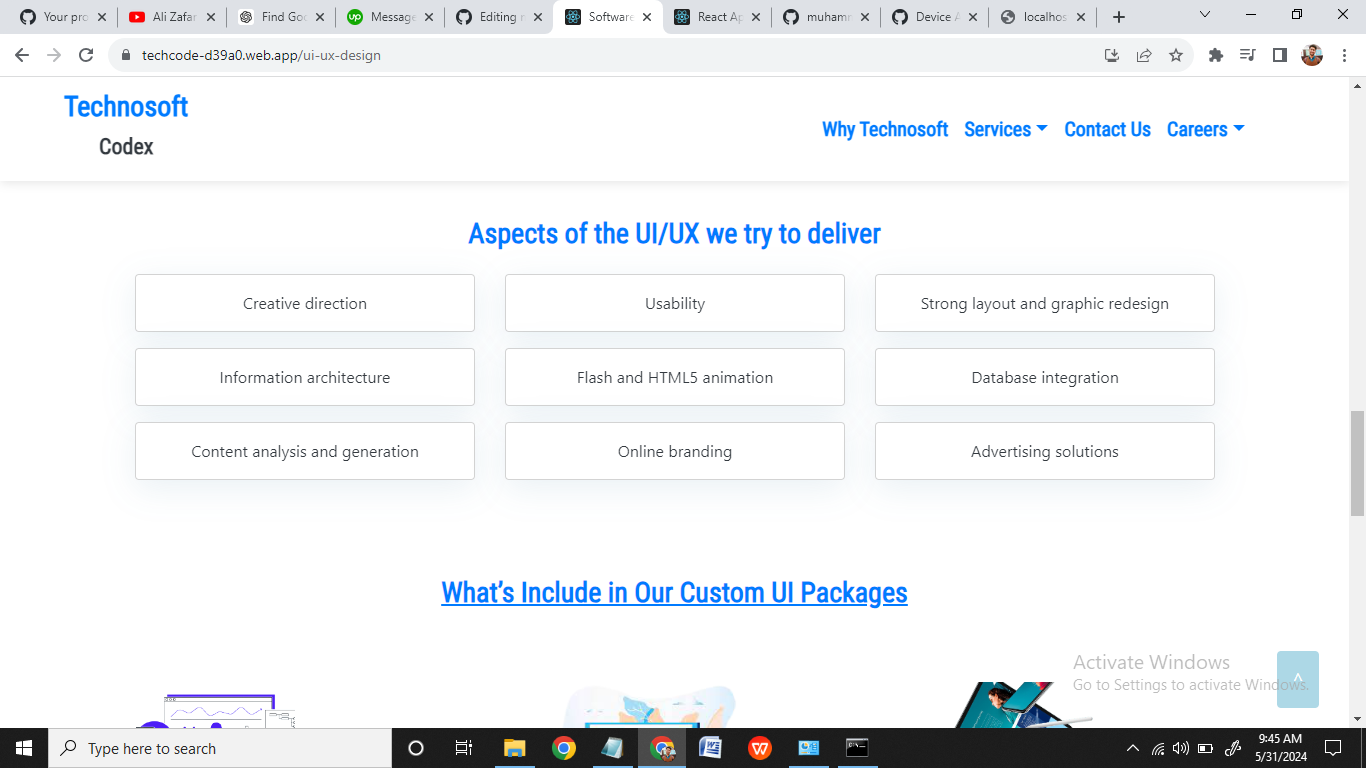 Your pro
Ali Zafar
Find Goo
Message
Editing
Software
React Ap
muhamm
Device A
localhos
techcode-d39a0.web.app/ui-ux-design
Technosoft
Codex
Why Technosoft Services Contact Us Careers
Aspects of the UI/UX we try to deliver
Creative direction Usability Strong layout and graphic redesign
Information architecture Flash and HTML5 animation Database integration
Content analysis and generation Online branding Advertising solutions
What's Include in Our Custom UI Packages
Activate Windows
Go to Settings to activate Windows.
Type here to search
9:45 AM
5/31/2024